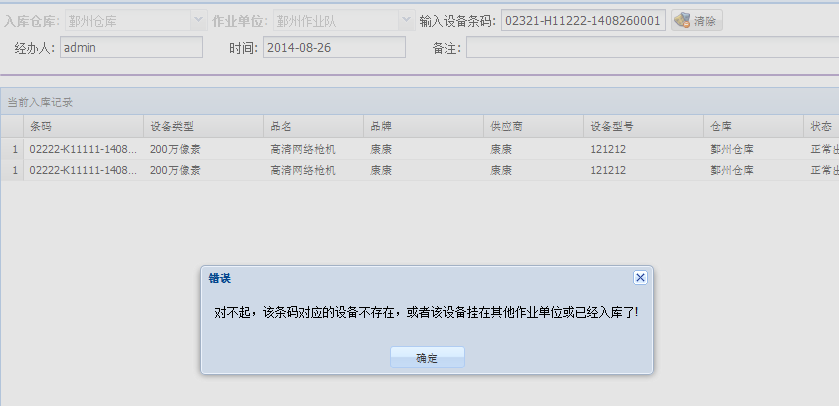 入库仓库: 鄞州仓库 作业单位: 鄞州作业队 输入设备条码: 02321-H11222-1408260001 清除
经办人: admin 时间: 2014-08-26 备注:
当前入库记录
条码 设备类型 品名 品牌 供应商 设备型号 仓库 状态
1 02222-K11111-1408... 200万像素 高清网络枪机 康康 康康 121212 鄞州仓库 正常出
1 02222-K11111-1408... 200万像素 高清网络枪机 康康 康康 121212 鄞州仓库 正常出
错误
对不起，该条码对应的设备不存在，或者该设备挂在其他作业单位或已经入库了!
确定